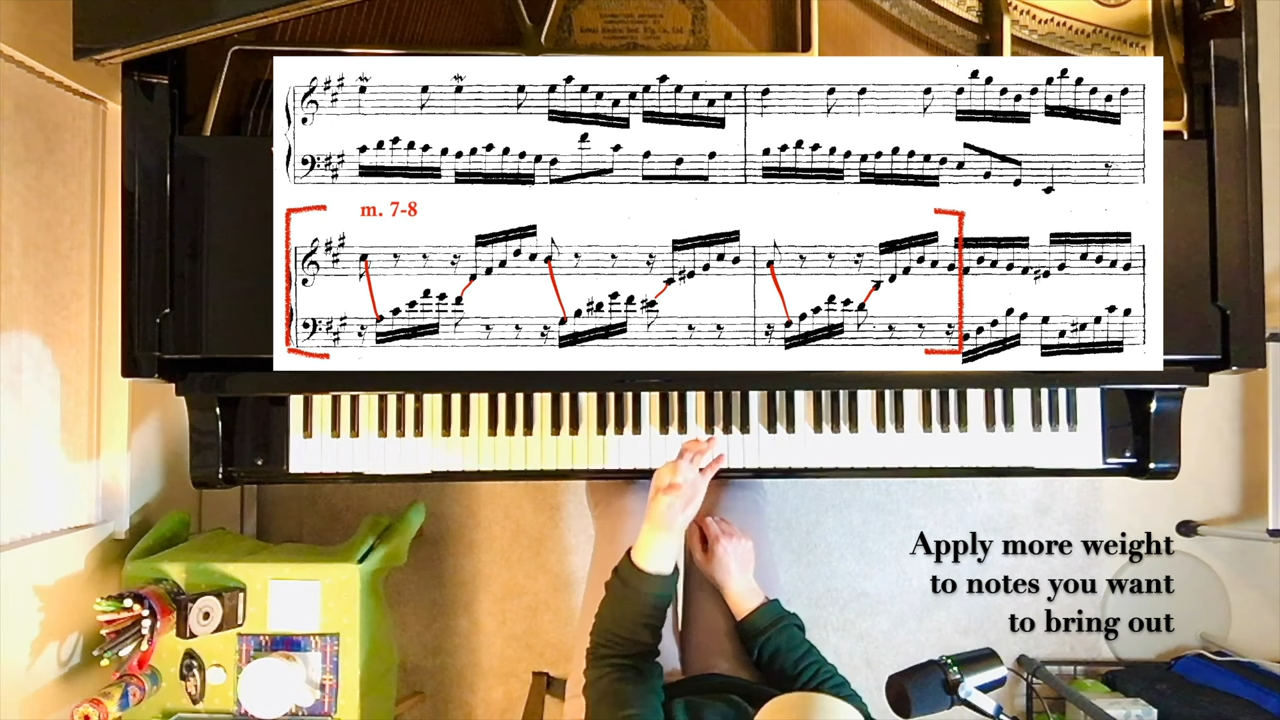 m. 7-8
Apply more weight
to notes you want
to bring out